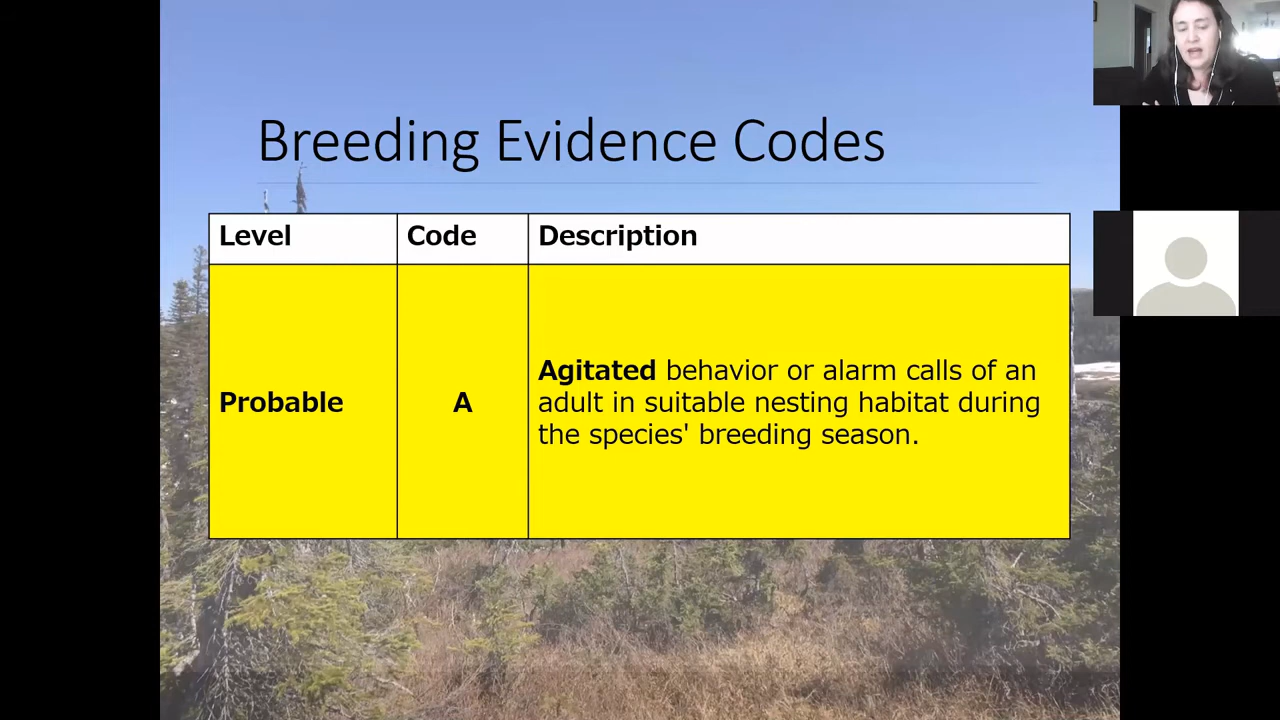 Breeding Evidence Codes
Level Code Description
Probable A Agitated behavior or alarm calls of an
adult in suitable nesting habitat during
the species' breeding season.